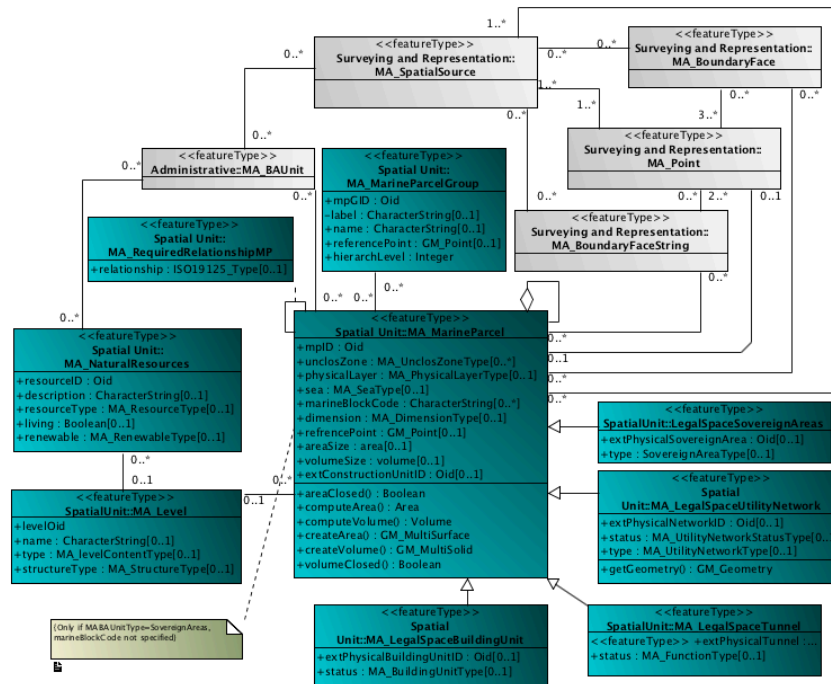 1..*
<<featureType>>
Surveying and Representation::
MA_SpatialSource
0..*
0..*
0..*
1..*
1..*
0..*
<<featureType>>
Surveying and Representation::
MA_BoundaryFace
3..*
0..*
0..*
<<featureType>>
Surveying and Representation::
MA_Point
0..*
2..*
0..1
<<featureType>>
Surveying and Representation::
MA_BoundaryFaceString
0..*
0..*
<<featureType>>
Administrative::MA_BAUnit
0..*
0..*
<<featureType>>
Spatial Unit::
MA_MarineParcelGroup
+mpGID : Oid
-label : CharacterString[0..1]
+name : CharacterString[0..1]
+referencePoint : GM_Point[0..1]
+hierarchLevel : Integer
0..*
<<featureType>>
Spatial Unit::
MA_RequiredRelationshipMP
+relationship : ISO19125_Type[0..1]
0..*
0..*
0..*
<<featureType>>
Spatial Unit::
MA_NaturalResources
+resourceID : Oid
+description : CharacterString[0..1]
+resourceType : MA_ResourceType[0..1]
+living : Boolean[0..1]
+renewable : MA_RenewableType[0..1]
0..*
0..1
<<featureType>>
Spatial Unit::MA_MarineParcel
+mpID : Oid
+unclosZone : MA_UnclosZoneType[0..*]
+physicalLayer : MA_PhysicalLayerType[0..1]
+sea : MA_SeaType[0..1]
+marineBlockCode : CharacterString[0..*]
+dimension : MA_DimensionType[0..1]
+refrencePoint : GM_Point[0..1]
+areaSize : area[0..1]
+volumeSize : volume[0..1]
+extConstructionUnitID : Oid[0..1]
+areaClosed() : Boolean
+computeArea() : Area
+computeVolume() : Volume
+createArea() : GM_MultiSurface
+createVolume() : GM_MultiSolid
+volumeClosed() : Boolean
0..*
0..1
0..*
0..*
<<featureType>>
SpatialUnit::LegalSpaceSovereignAreas
+extPhysicalSovereignArea : Oid[0..1]
+type : SovereignAreaType[0..1]
<<featureType>>
Spatial
Unit::MA_LegalSpaceUtilityNetwork
+extPhysicalNetworkID : Oid[0..1]
+status : MA_UtilityNetworkStatusType[0..1]
+type : MA_UtilityNetworkType[0..1]
+getGeometry() : GM_Geometry
0..1
0..*
<<featureType>>
SpatialUnit::MA_Level
+levelOid
+name : CharacterString[0..1]
+type : MA_levelContentType[0..1]
+structureType : MA_StructureType[0..1]
(Only if MABAUnitType=SovereignAreas,
marineBlockCode not specified)
<<featureType>>
Spatial
Unit::MA_LegalSpaceBuildingUnit
+extPhysicalBuildingUnitID : Oid[0..1]
+status : MA_BuildingUnitType[0..1]
<<featureType>>
SpatialUnit::MA_LegalSpaceTunnel
<<featureType>> +extPhysicalTunnel :...
+status : MA_FunctionType[0..1]